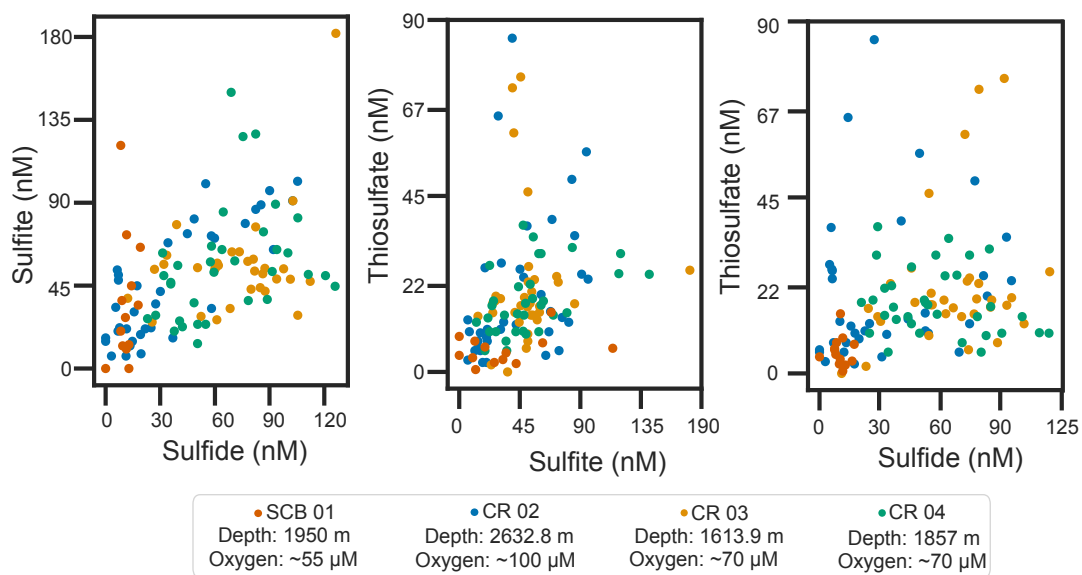 180
135
90
45
0
Sulfite (nM)
0
30
60
90
120
Sulfide (nM)
90
67
45
22
0
Thiosulfate (nM)
0
45
90
135
190
Sulfite (nM)
90
67
45
22
0
Thiosulfate (nM)
0
30
60
90
125
Sulfide (nM)
SCB 01
Depth: 1950 m
Oxygen: ~55 µM
CR 02
Depth: 2632.8 m
Oxygen: ~100 µM
CR 03
Depth: 1613.9 m
Oxygen: ~70 µM
CR 04
Depth: 1857 m
Oxygen: ~70 µM